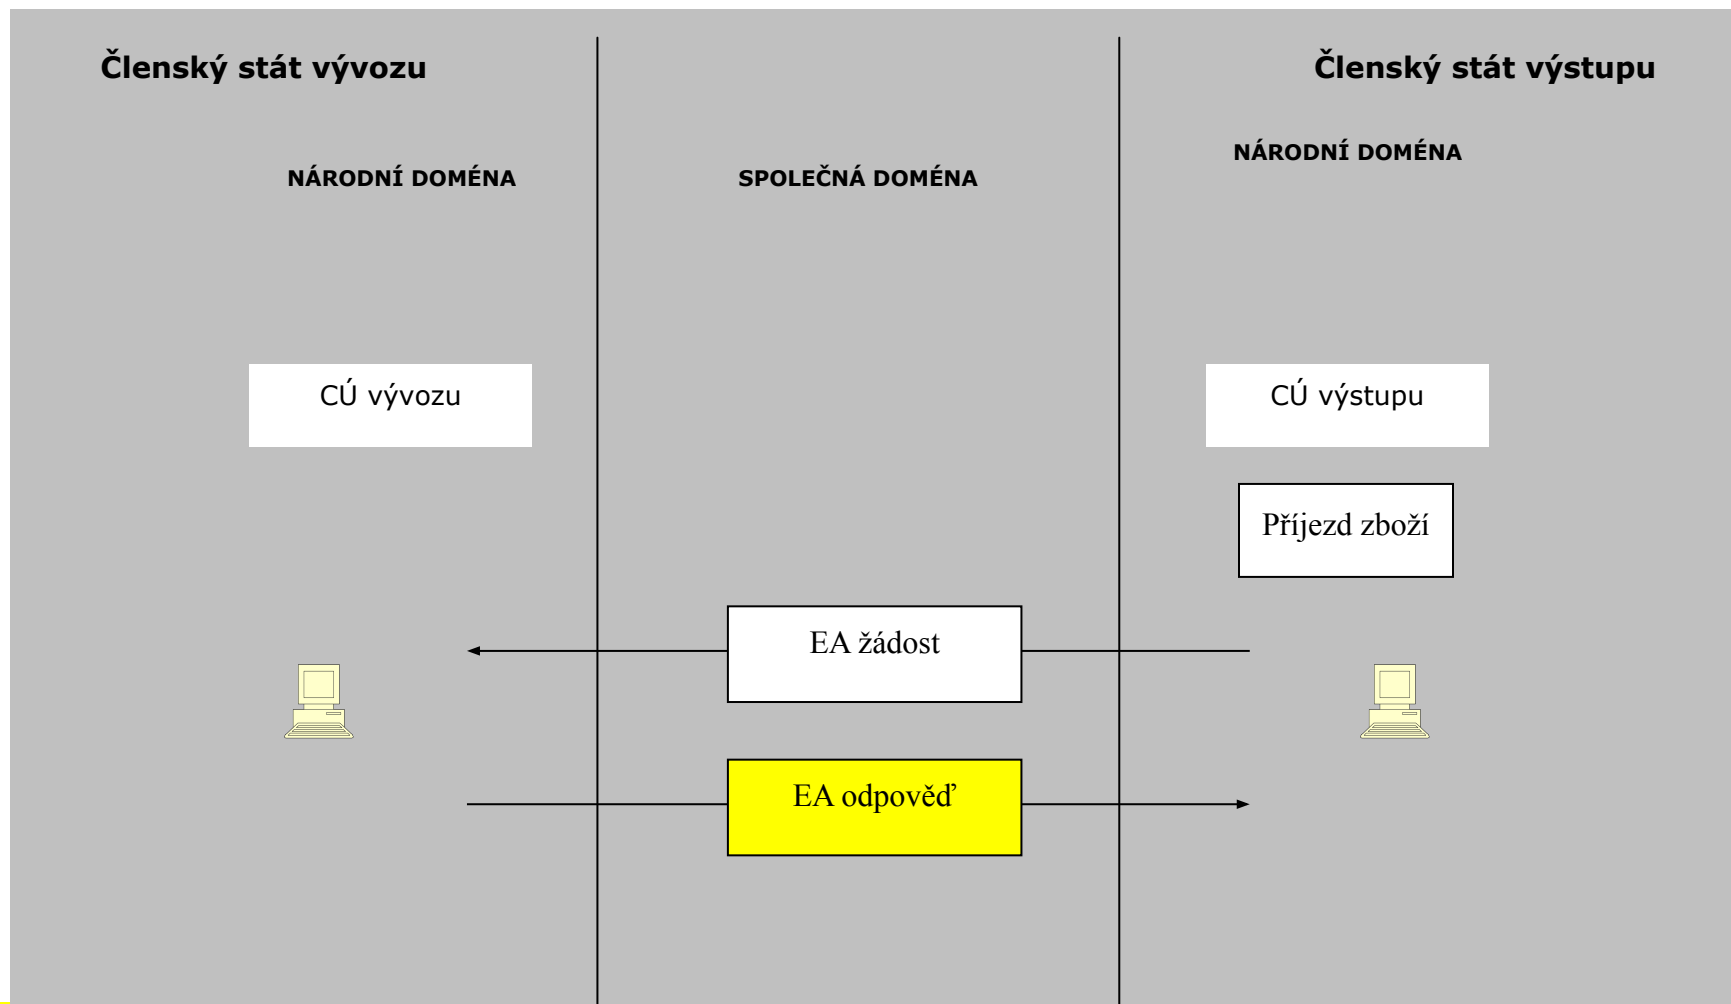 Členský stát vývozu
Členský stát výstupu
NÁRODNÍ DOMÉNA
SPOLEČNÁ DOMÉNA
NÁRODNÍ DOMÉNA
CÚ vývozu
CÚ výstupu
Příjezd zboží
EA žádost
EA odpověď